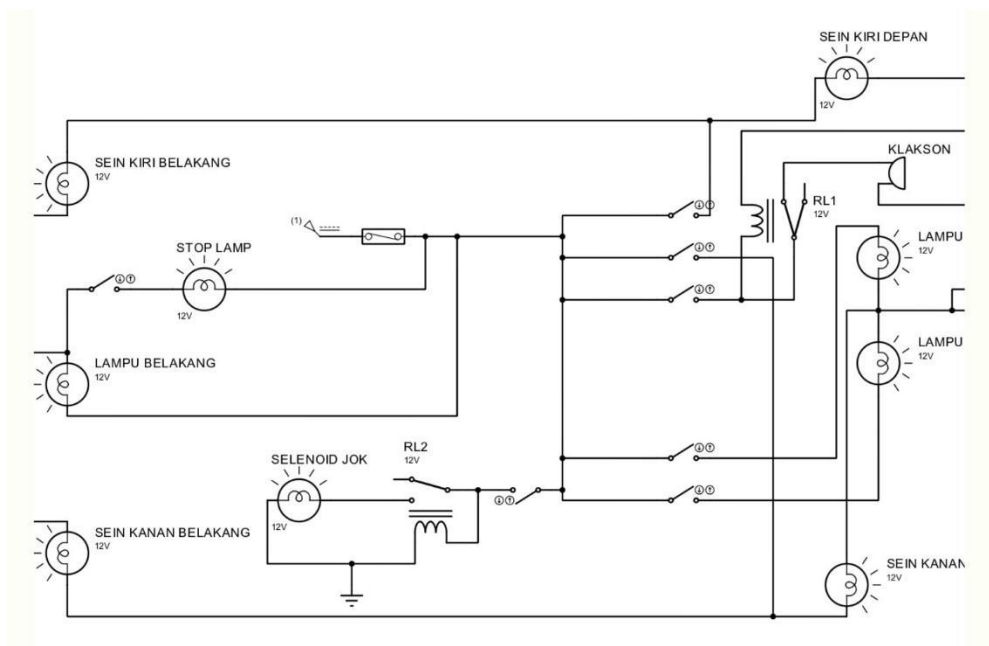 SEIN KIRI DEPAN
12V
SEIN KIRI BELAKANG
12V
KLAKSON
RL1
12V
(1)
STOP LAMP
12V
LAMPU
12V
LAMPU BELAKANG
12V
LAMPU
12V
RL2
12V
SELENOID JOK
12V
SEIN KANAN BELAKANG
12V
SEIN KANAN
12V